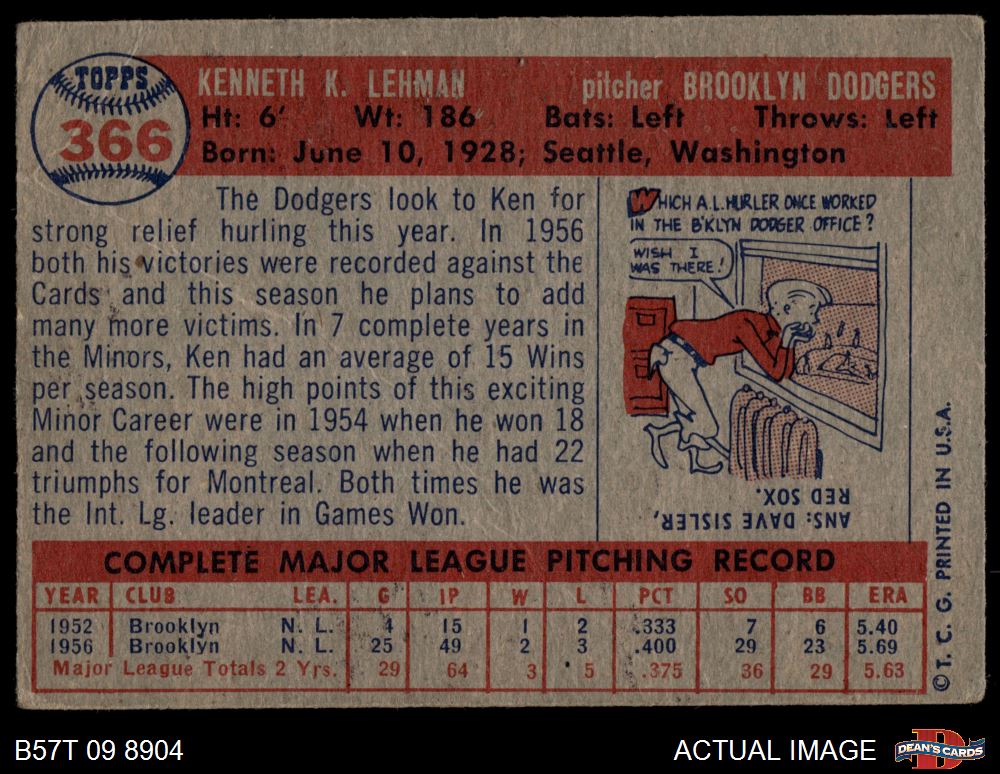 TOPPS
366
KENNETH K. LEHMAN pitcher BROOKLYN DODGERS
Ht: 6' Wt: 186 Bats: Left Throws: Left
Born: June 10, 1928; Seattle, Washington
The Dodgers look to Ken for
strong relief hurling this year. In 1956
both his victories were recorded against the
Cards and this season he plans to add
many more victims. In 7 complete years in
the Minors, Ken had an average of 15 Wins
per season. The high points of this exciting
Minor Career were in 1954 when he won 18
and the following season when he had 22
triumphs for Montreal. Both times he was
the Int. Lg. leader in Games Won.
WHICH A.L. HURLER ONCE WORKED
IN THE B'KLYN DODGER OFFICE?
WISH I
WAS THERE!
ANS: DAVE SISLER,
RED SOX.
COMPLETE MAJOR LEAGUE PITCHING RECORD
YEAR CLUB LEA. G IP W L PCT SO BB ERA
1952 Brooklyn N. L. 4 15 1 2 .333 7 6 5.40
1956 Brooklyn N. L. 25 49 2 3 .400 29 23 5.69
Major League Totals 2 Yrs. 29 64 3 5 .375 36 29 5.63
© T. C. G. PRINTED IN U.S.A.
B57T 09 8904
ACTUAL IMAGE
DEAN'S CARDS